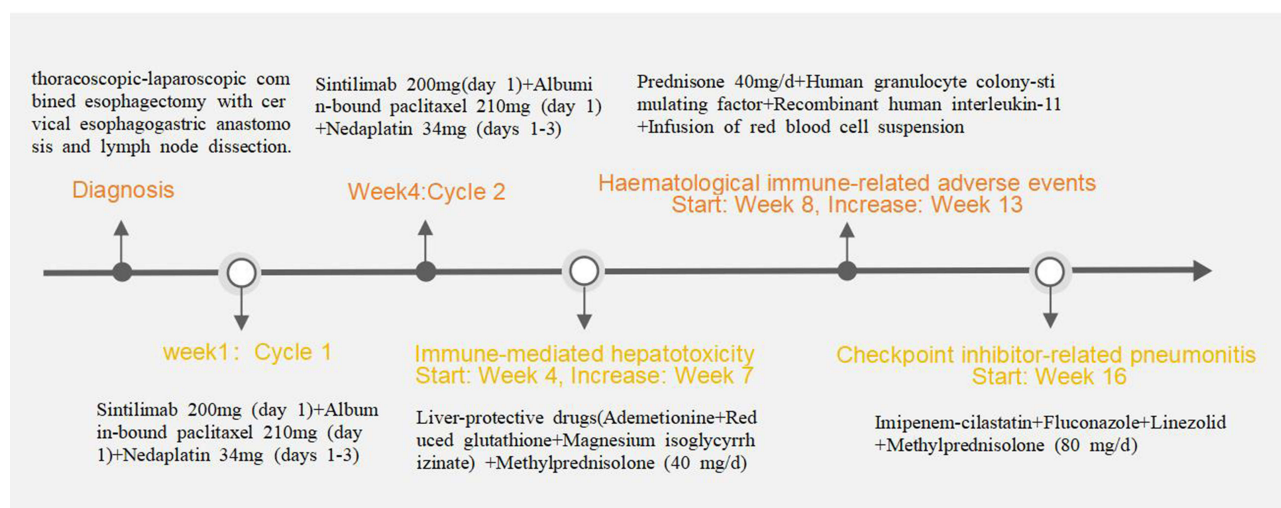 thoracoscopic-laparoscopic com
bined esophagectomy with cer
vical esophagogastric anastomo
sis and lymph node dissection.
Diagnosis
Sintilimab 200mg(day 1)+Albumi
n-bound paclitaxel 210mg (day 1)
+Nedaplatin 34mg (days 1-3)
Week4:Cycle 2
Prednisone 40mg/d+Human granulocyte colony-sti
mulating factor+Recombinant human interleukin-11
+Infusion of red blood cell suspension
Haematological immune-related adverse events
Start: Week 8, Increase: Week 13
week1: Cycle 1
Sintilimab 200mg (day 1)+Album
in-bound paclitaxel 210mg (day
1)+Nedaplatin 34mg (days 1-3)
Immune-mediated hepatotoxicity
Start: Week 4, Increase: Week 7
Liver-protective drugs(Ademetionine+Red
uced glutathione+Magnesium isoglycyrrh
izinate) +Methylprednisolone (40 mg/d)
Checkpoint inhibitor-related pneumonitis
Start: Week 16
Imipenem-cilastatin+Fluconazole+Linezolid
+Methylprednisolone (80 mg/d)